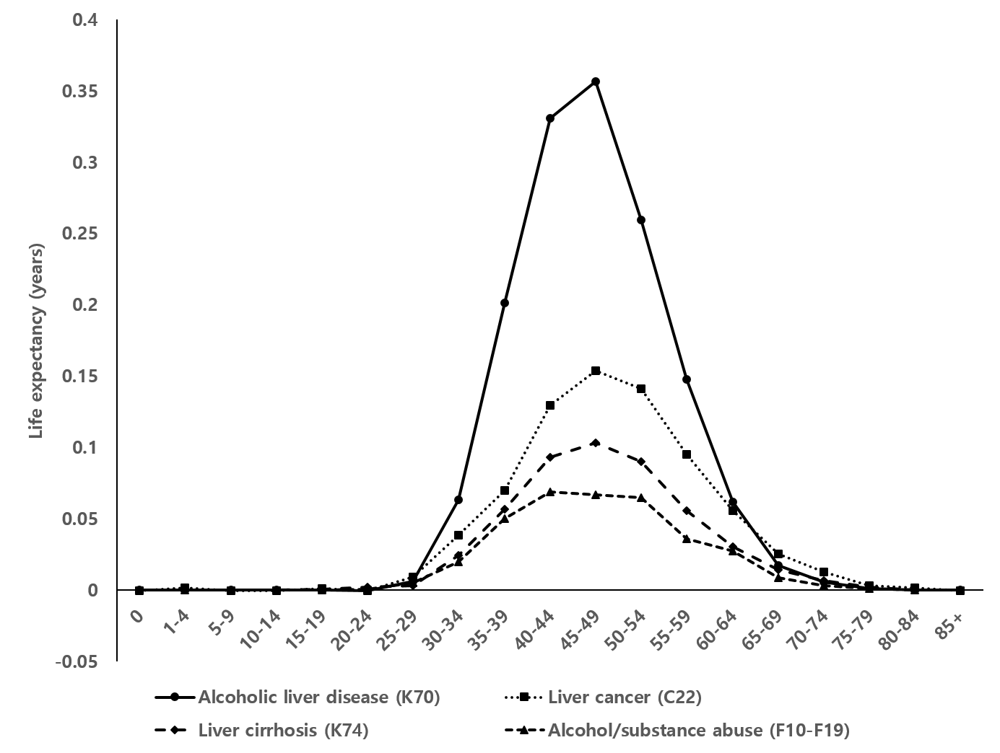 0.4
0.35
0.3
0.25
0.2
0.15
0.1
0.05
0
-0.05
Life expectancy (years)
0 1-4 5-9 10-14 15-19 20-24 25-29 30-34 35-39 40-44 45-49 50-54 55-59 60-64 65-69 70-74 75-79 80-84 85+
Alcoholic liver disease (K70) Liver cancer (C22)
Liver cirrhosis (K74) Alcohol/substance abuse (F10-F19)